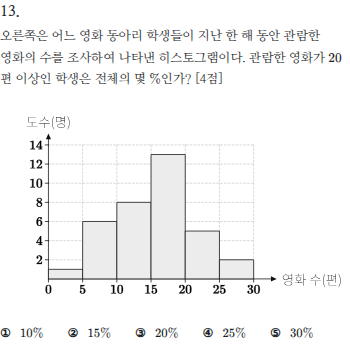 13.
오른쪽은 어느 영화 동아리 학생들이 지난 한 해 동안 관람한
영화의 수를 조사하여 나타낸 히스토그램이다. 관람한 영화가 20
편 이상인 학생은 전체의 몇 %인가? [4점]
도수(명)
14
12
10
8
6
4
2
0 5 10 15 20 25 30
영화 수(편)
① 10% ② 15% ③ 20% ④ 25% ⑤ 30%